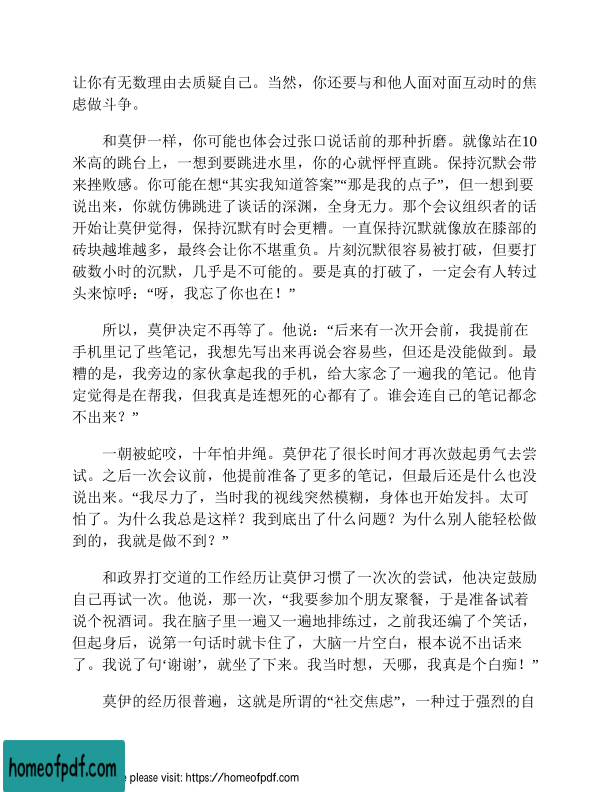 让你有无数理由去质疑自己。当然，你还要与和他人面对面互动时的焦
虑做斗争。
和莫伊一样，你可能也体会过张口说话前的那种折磨。就像站在10
米高的跳台上，一想到要跳进水里，你的心就怦怦直跳。保持沉默会带
来挫败感。你可能在想“其实我知道答案”“那是我的点子”，但一想到要
说出来，你就仿佛跳进了谈话的深渊，全身无力。那个会议组织者的话
开始让莫伊觉得，保持沉默有时会更糟。一直保持沉默就像放在膝部的
砖块越堆越多，最终会让你不堪重负。片刻沉默很容易被打破，但要打
破数小时的沉默，几乎是不可能的。要是真的打破了，一定会有人转过
头来惊呼：“呀，我忘了你也在！”
所以，莫伊决定不再等了。他说：“后来有一次开会前，我提前在
手机里记了些笔记，我想先写出来再说会容易些，但还是没能做到。最
糟的是，我旁边的家伙拿起我的手机，给大家念了一遍我的笔记。他肯
定觉得是在帮我，但我真是连想死的心都有了。谁会连自己的笔记都念
不出来？”
一朝被蛇咬，十年怕井绳。莫伊花了很长时间才再次鼓起勇气去尝
试。之后一次会议前，他提前准备了更多的笔记，但最后还是什么也没
说出来。“我尽力了，当时我的视线突然模糊，身体也开始发抖。太可
怕了。为什么我总是这样？我到底出了什么问题？为什么别人能轻松做
到的，我就是做不到？”
和政界打交道的工作经历让莫伊习惯了一次次的尝试，他决定鼓励
自己再试一次。他说，那一次，“我要参加个朋友聚餐，于是准备试着
说个祝酒词。我在脑子里一遍又一遍地排练过，之前我还编了个笑话，
但起身后，说第一句话时就卡住了，大脑一片空白，根本说不出话来
了。我说了句‘谢谢’，就坐了下来。我当时想，天哪，我真是个白痴！”
莫伊的经历很普遍，这就是所谓的“社交焦虑”，一种过于强烈的自
homeofpdf.com
please visit: https://homeofpdf.com